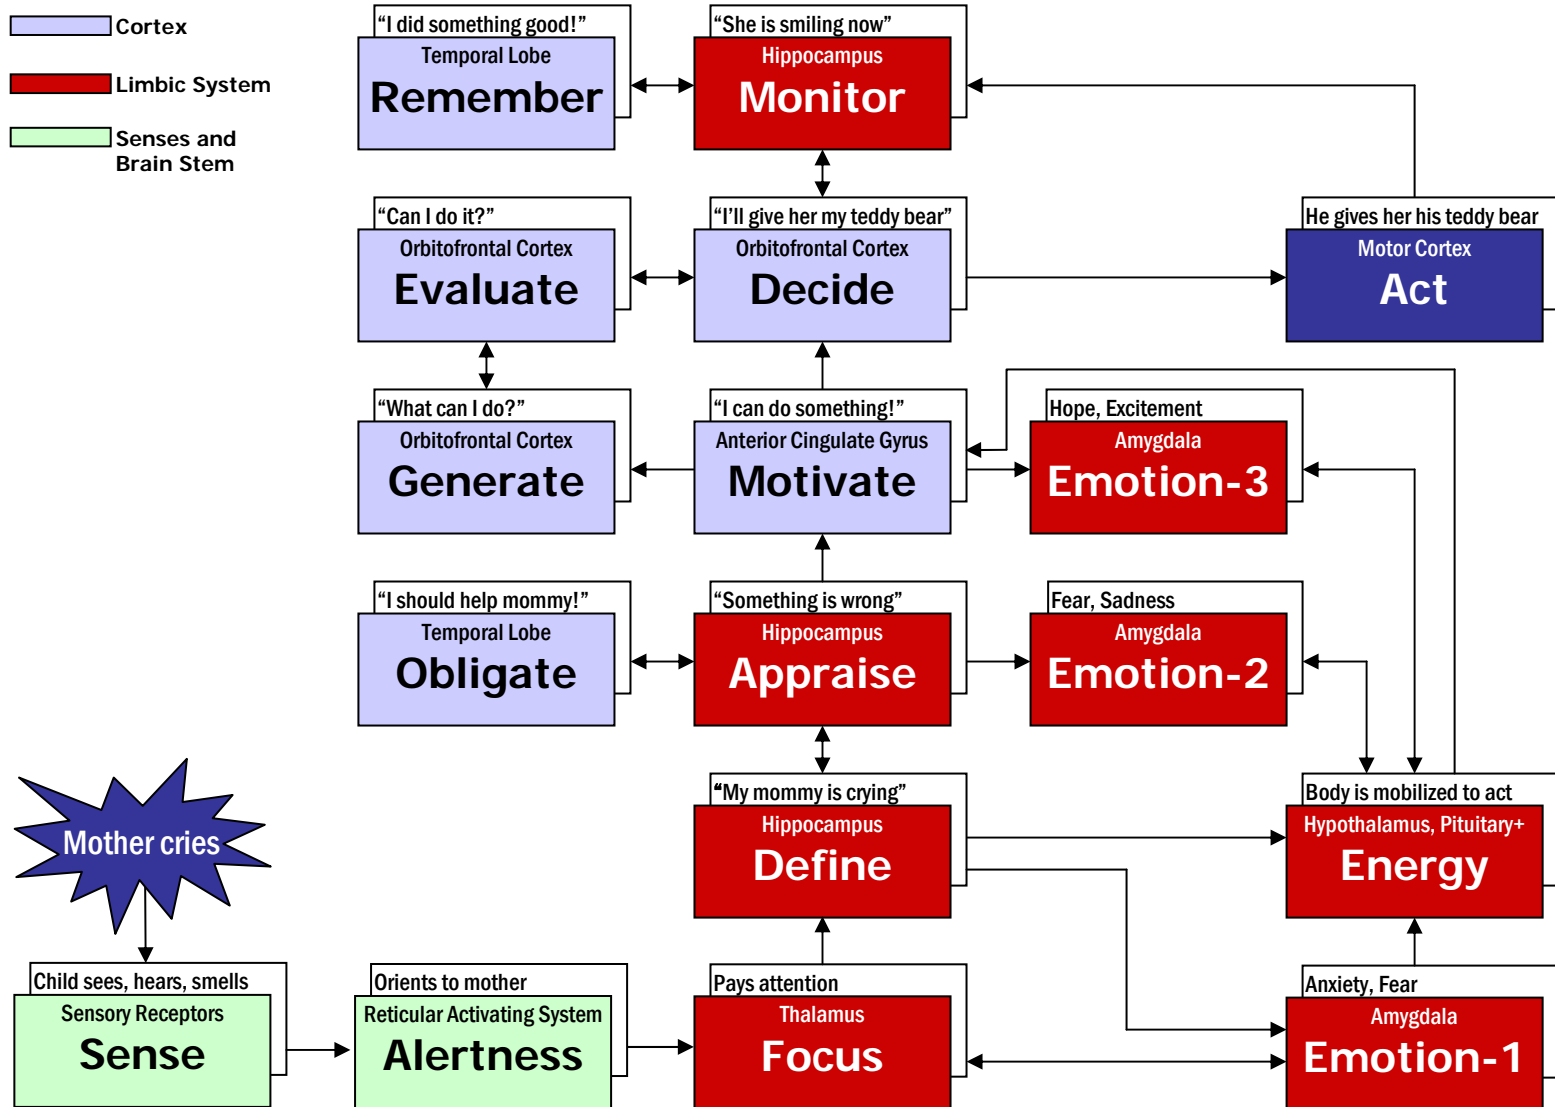 Cortex
Limbic System
Senses and
Brain Stem
“I did something good!”
Temporal Lobe
Remember
“She is smiling now”
Hippocampus
Monitor
“Can I do it?”
Orbitofrontal Cortex
Evaluate
“I’ll give her my teddy bear”
Orbitofrontal Cortex
Decide
He gives her his teddy bear
Motor Cortex
Act
“What can I do?”
Orbitofrontal Cortex
Generate
“I can do something!”
Anterior Cingulate Gyrus
Motivate
Hope, Excitement
Amygdala
Emotion-3
“I should help mommy!”
Temporal Lobe
Obligate
“Something is wrong”
Hippocampus
Appraise
Fear, Sadness
Amygdala
Emotion-2
Mother cries
“My mommy is crying”
Hippocampus
Define
Body is mobilized to act
Hypothalamus, Pituitary+
Energy
Child sees, hears, smells
Sensory Receptors
Sense
Orients to mother
Reticular Activating System
Alertness
Pays attention
Thalamus
Focus
Anxiety, Fear
Amygdala
Emotion-1